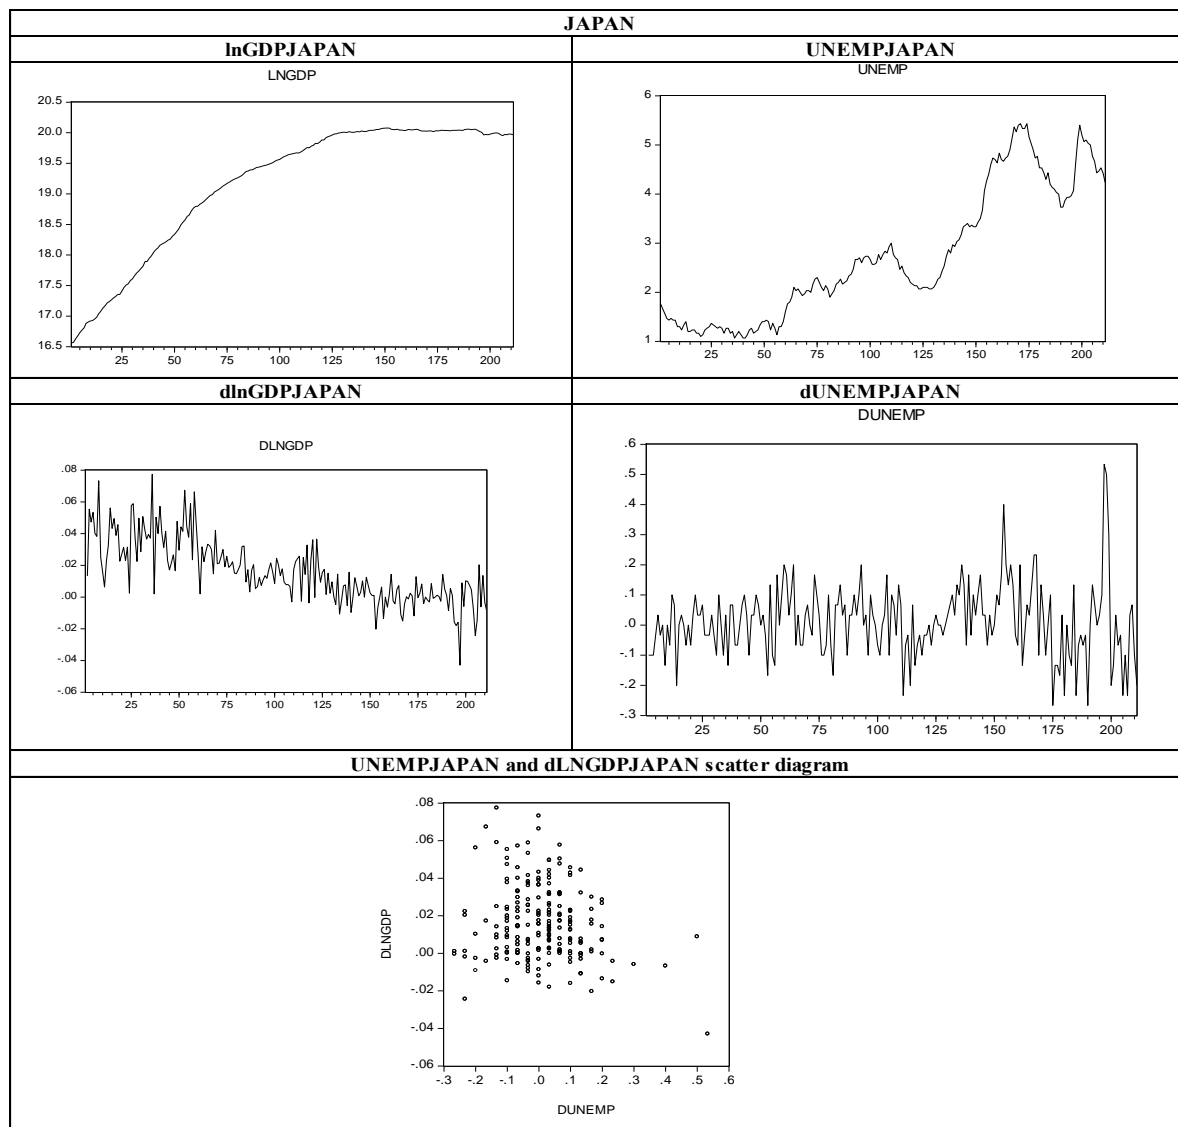 JAPAN
lnGDPJAPAN UNEMPJAPAN
LNGDP
20.5
20.0
19.5
19.0
18.5
18.0
17.5
17.0
16.5
25 50 75 100 125 150 175 200
UNEMP
6
5
4
3
2
1
25 50 75 100 125 150 175 200
dlnGDPJAPAN dUNEMPJAPAN
DLNGDP
.08
.06
.04
.02
.00
-.02
-.04
-.06
25 50 75 100 125 150 175 200
DUNEMP
.6
.5
.4
.3
.2
.1
.0
-.1
-.2
-.3
25 50 75 100 125 150 175 200
UNEMPJAPAN and dLNGDPJAPAN scatter diagram
DLNGDP
.08
.06
.04
.02
.00
-.02
-.04
-.06
-.3 -.2 -.1 .0 .1 .2 .3 .4 .5 .6
DUNEMP